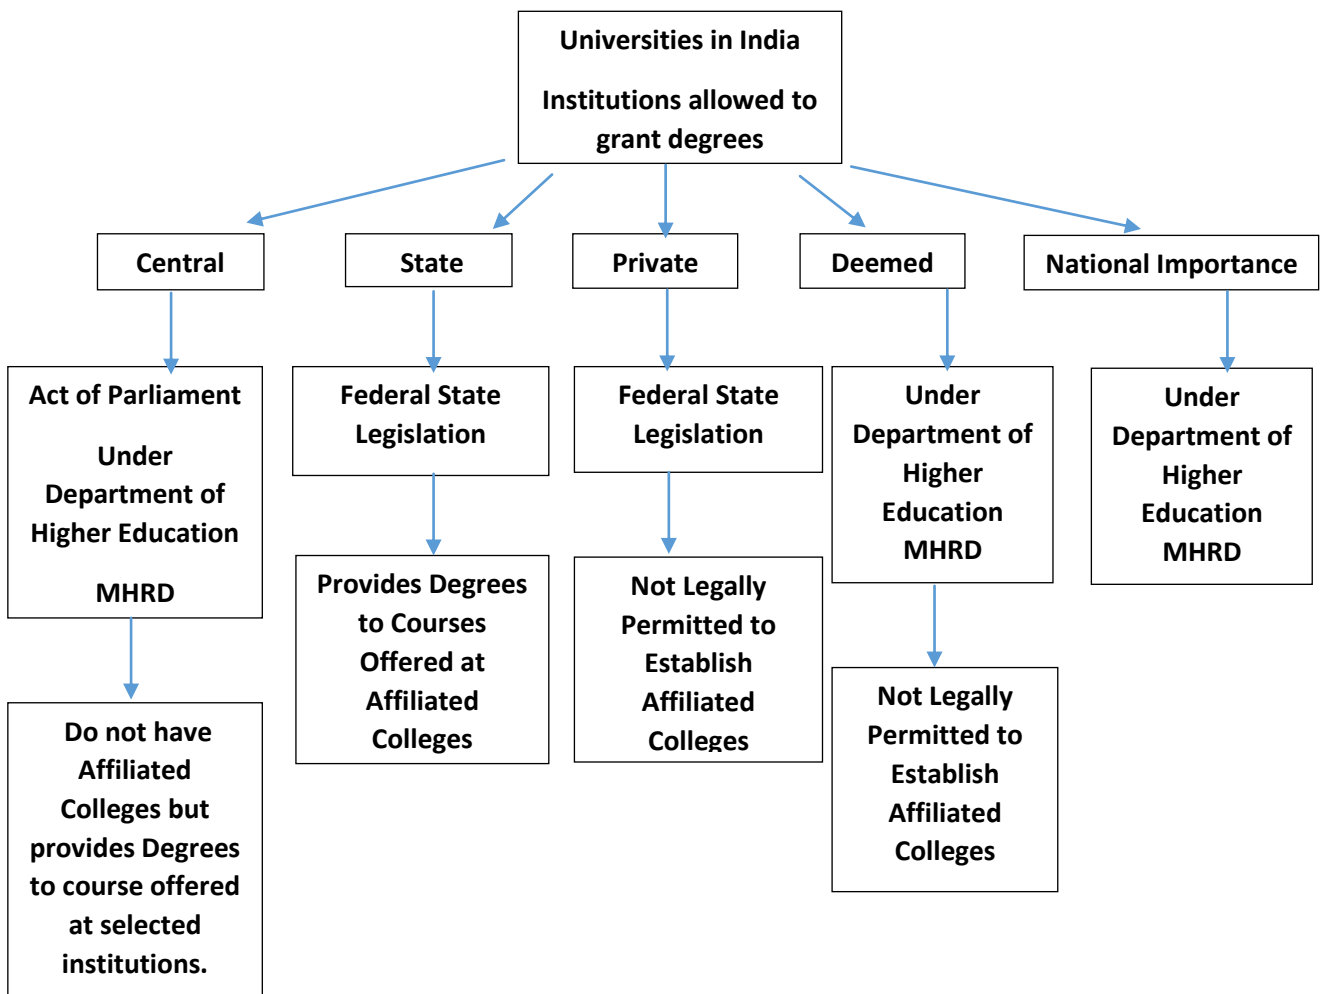 Universities in India
Institutions allowed to
grant degrees
Central
State
Private
Deemed
National Importance
Act of Parliament
Under
Department of
Higher Education
MHRD
Federal State
Legislation
Federal State
Legislation
Under
Department of
Higher
Education
MHRD
Under
Department of
Higher
Education
MHRD
Do not have
Affiliated
Colleges but
provides Degrees
to course offered
at selected
institutions.
Provides Degrees
to Courses
Offered at
Affiliated
Colleges
Not Legally
Permitted to
Establish
Affiliated
Colleges
Not Legally
Permitted to
Establish
Affiliated
Colleges